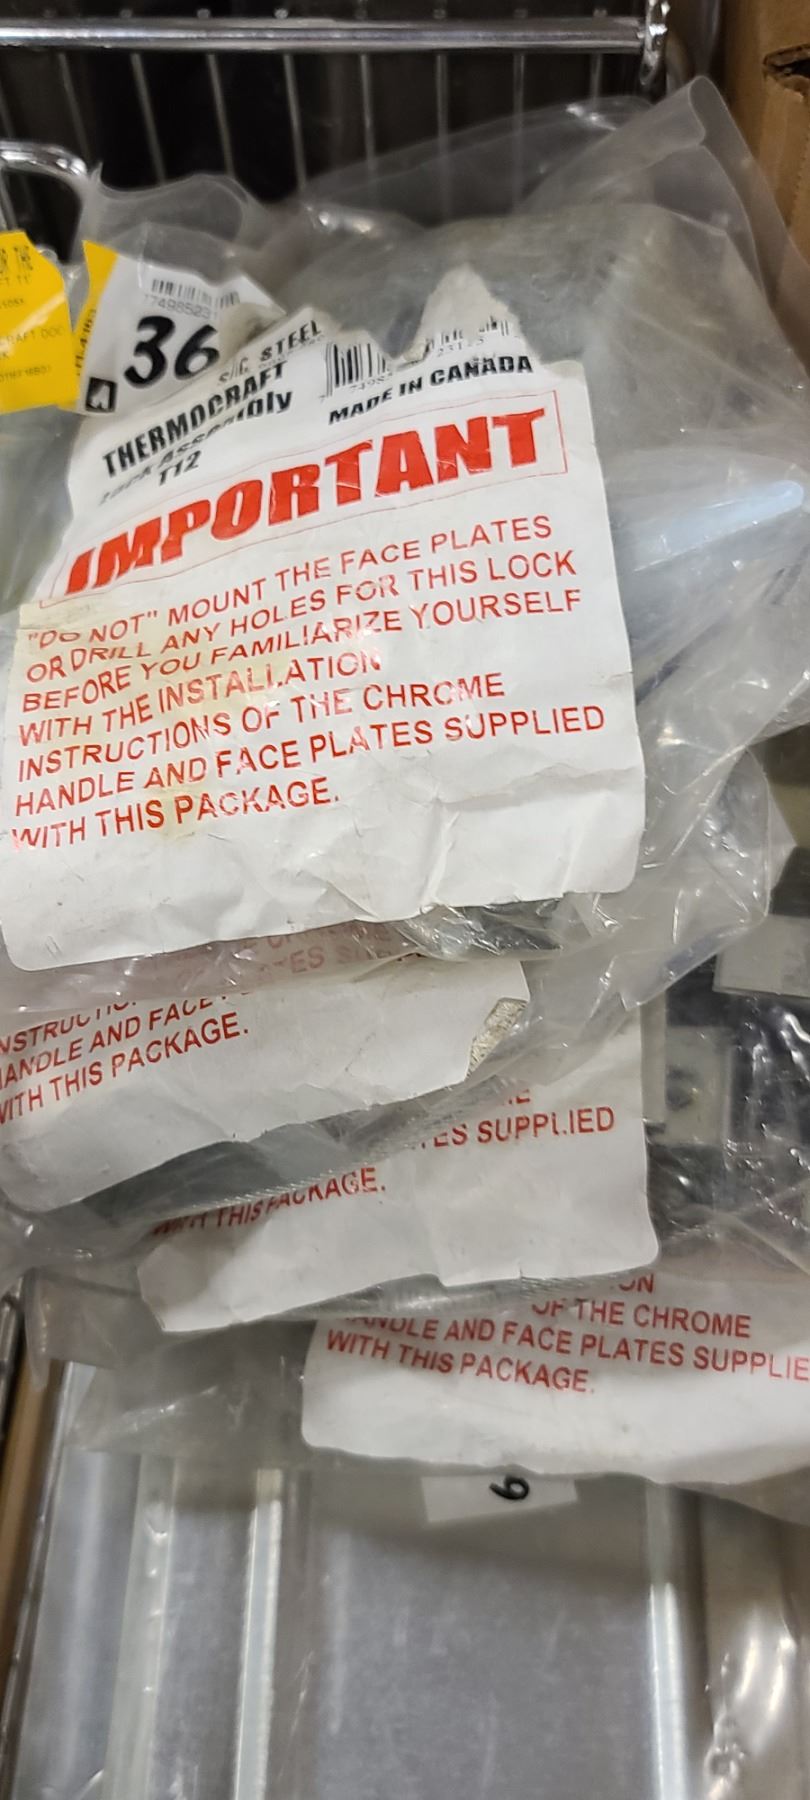 36
S/C STEEL
THERMOCRAFT
T12
MADE IN CANADA
IMPORTANT
"DO NOT" MOUNT THE FACE PLATES
OR DRILL ANY HOLES FOR THIS LOCK
BEFORE YOU FAMILIARIZE YOURSELF
WITH THE INSTALLATION
INSTRUCTIONS OF THE CHROME
HANDLE AND FACE PLATES SUPPLIED
WITH THIS PACKAGE.
ANDLE AND FACE
WITH THIS PACKAGE.
ES SUPPLIED
WITH THIS PACKAGE.
ON
OF THE CHROME
ANDLE AND FACE PLATES SUPPLIE
WITH THIS PACKAGE.